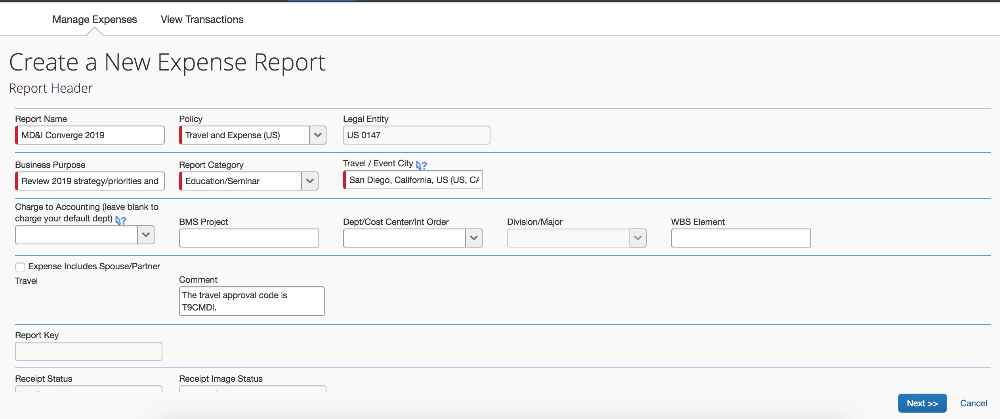 Manage Expenses View Transactions
Create a New Expense Report
Report Header
Report Name Policy Legal Entity
MD&I Converge 2019 Travel and Expense (US) US 0147
Business Purpose Report Category Travel / Event City
Review 2019 strategy/priorities and Education/Seminar San Diego, California, US (US, CA
Charge to Accounting (leave blank to
charge your default dept) BMS Project Dept/Cost Center/Int Order Division/Major WBS Element
Expense Includes Spouse/Partner
Travel Comment
The travel approval code is
T9CMDI.
Report Key
Receipt Status Receipt Image Status
Next >> Cancel